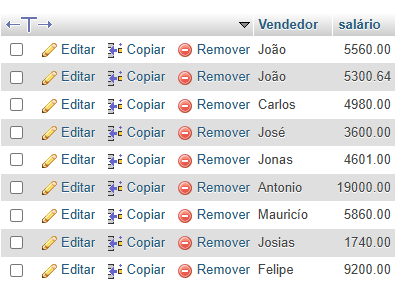 Vendedor salário
Editar Copiar Remover João 5560.00
Editar Copiar Remover João 5300.64
Editar Copiar Remover Carlos 4980.00
Editar Copiar Remover José 3600.00
Editar Copiar Remover Jonas 4601.00
Editar Copiar Remover Antonio 19000.00
Editar Copiar Remover Mauricío 5860.00
Editar Copiar Remover Josias 1740.00
Editar Copiar Remover Felipe 9200.00